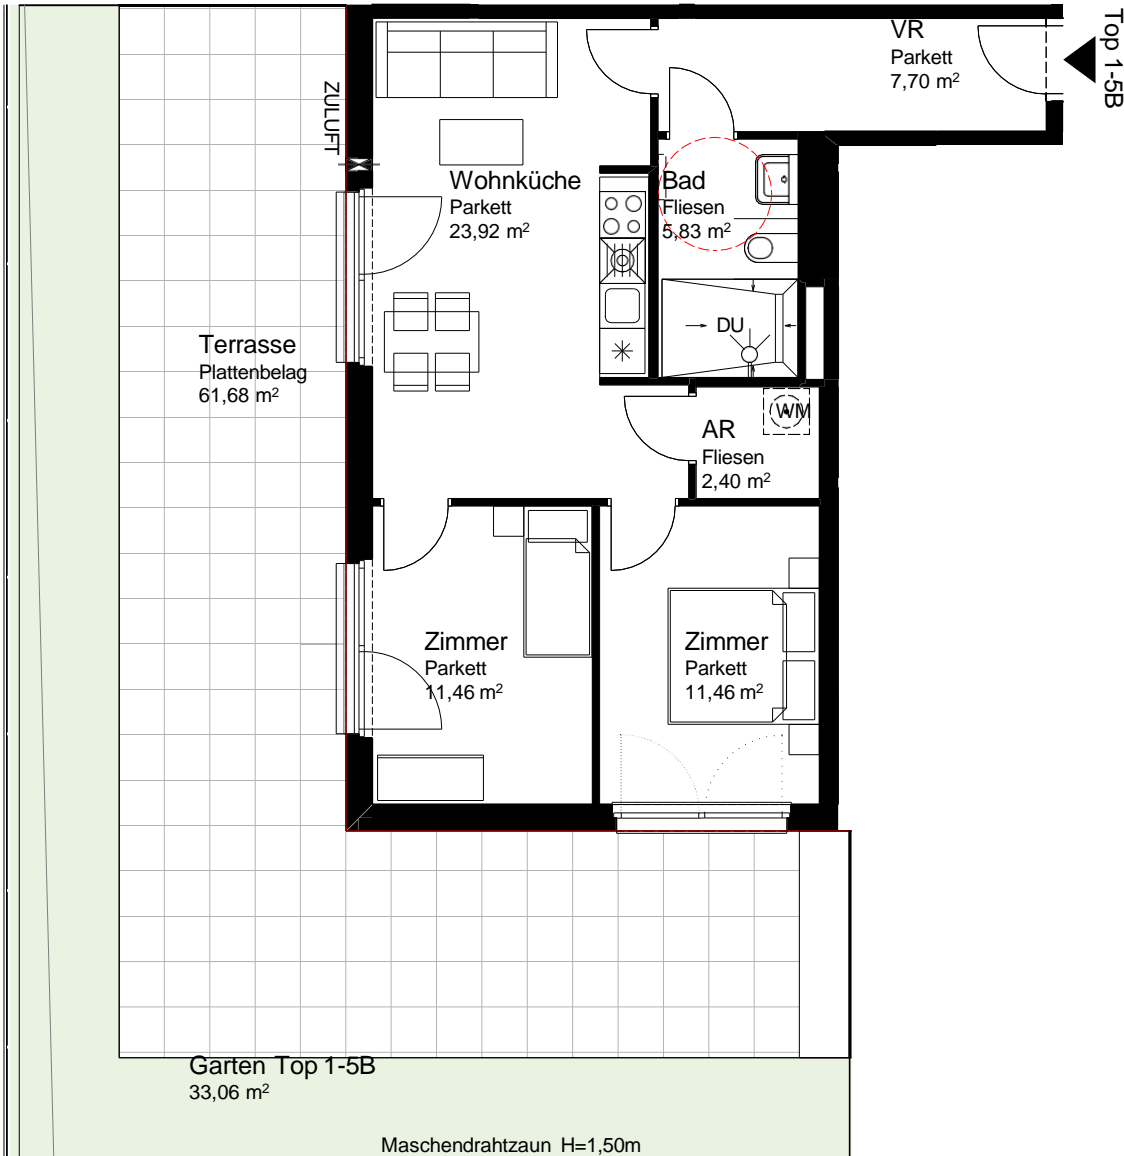 VR
Parkett
7,70 m²
Top 1-5B
ZULUFT
Wohnküche
Parkett
23,92 m²
Bad
Fliesen
5,83 m²
DU
Terrasse
Plattenbelag
61,68 m²
WM
AR
Fliesen
2,40 m²
Zimmer
Parkett
11,46 m²
Zimmer
Parkett
11,46 m²
Garten Top 1-5B
33,06 m²
Maschendrahtzaun H=1,50m